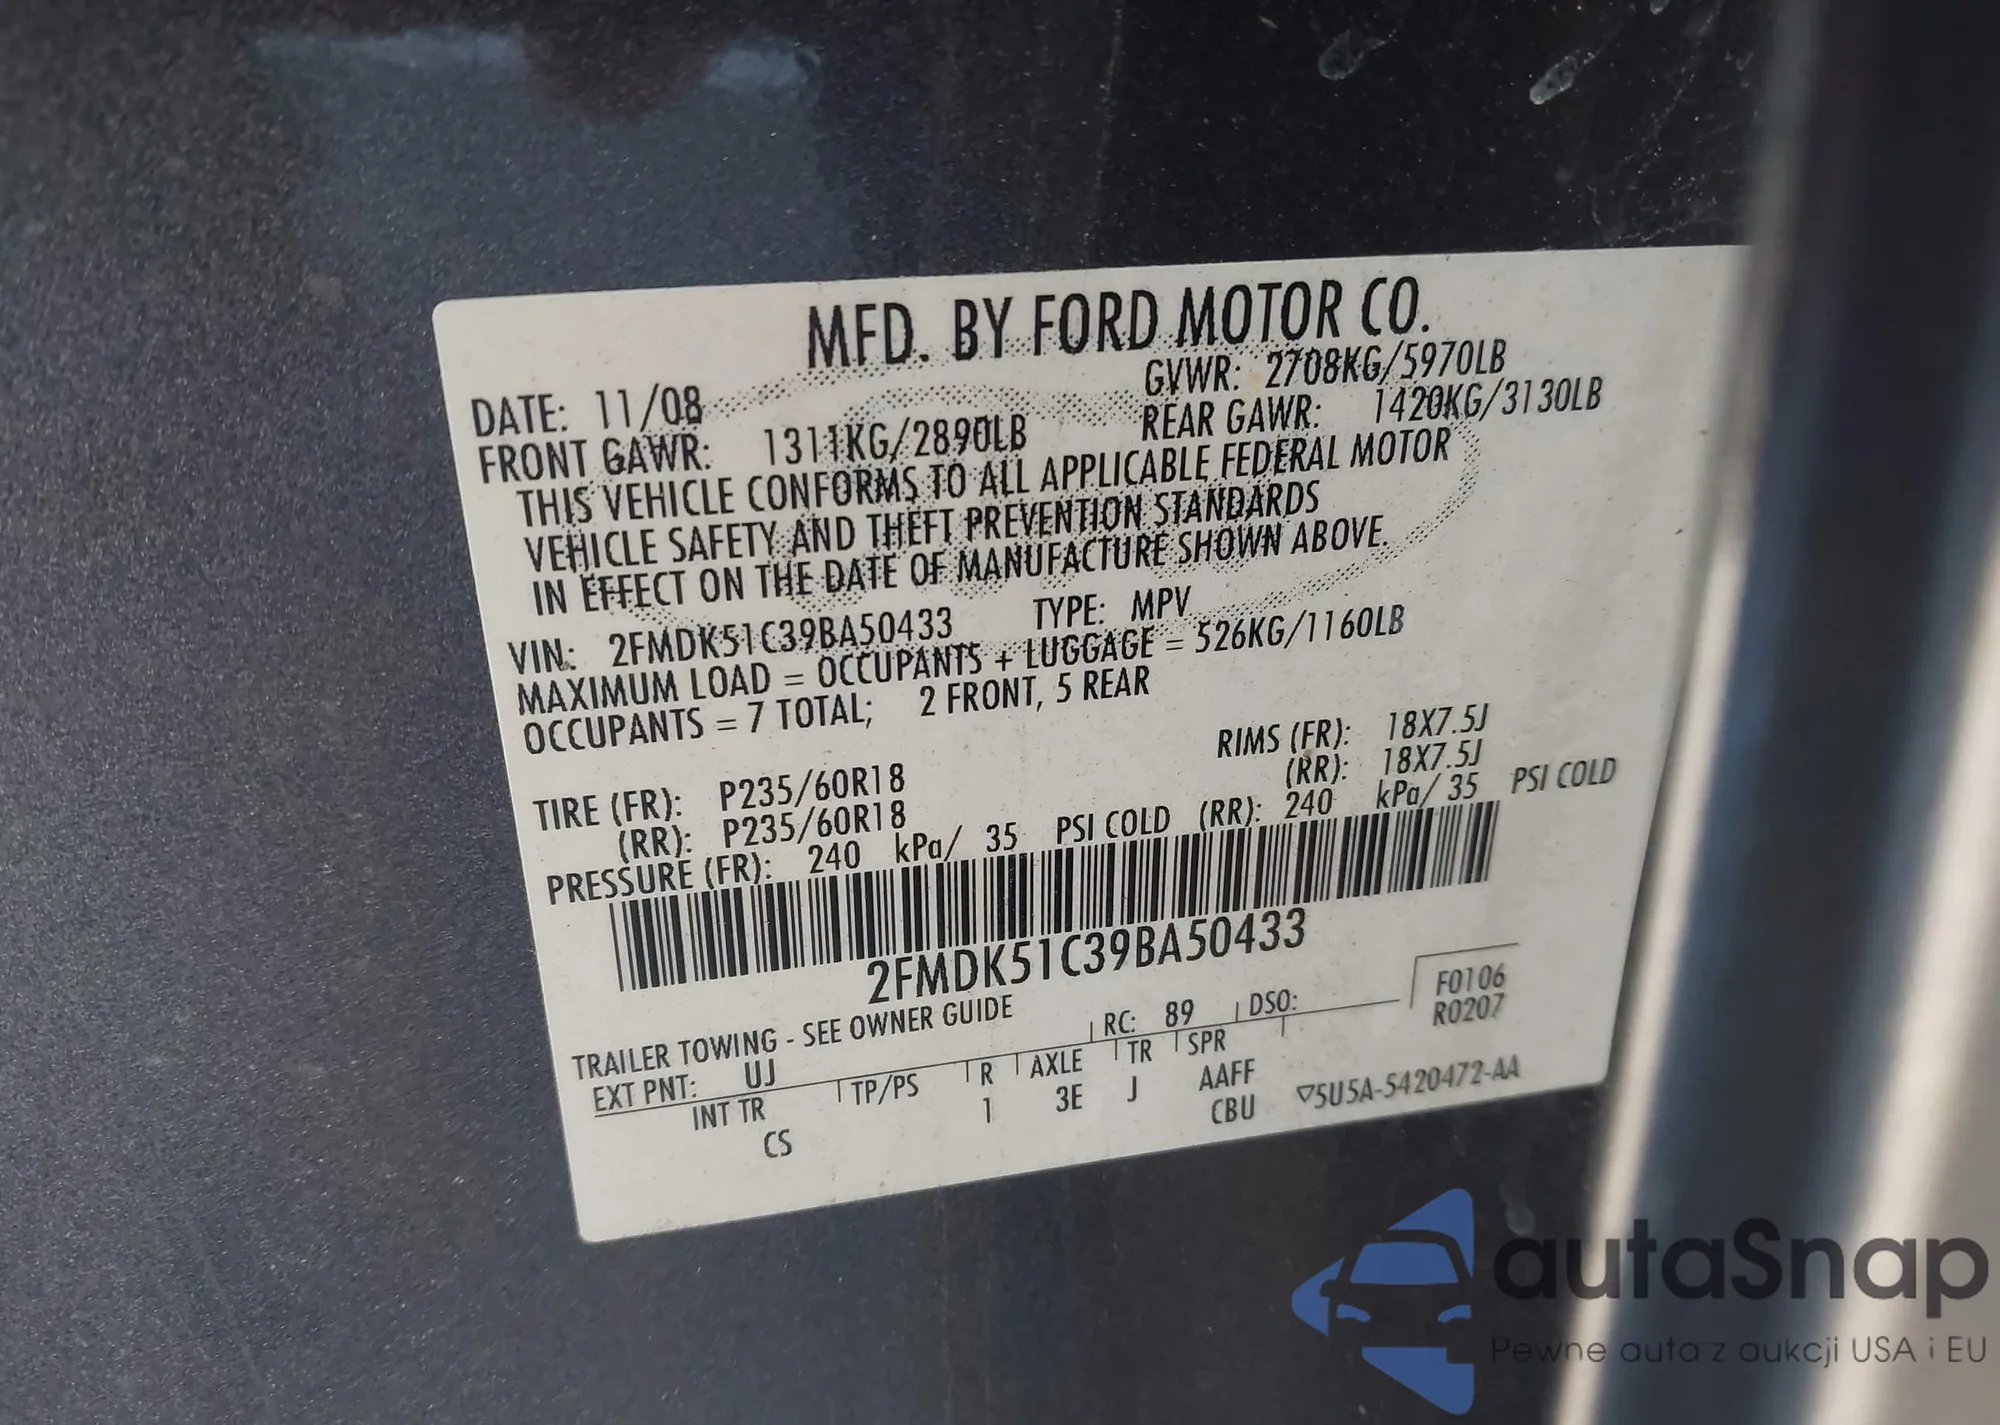 MFD. BY FORD MOTOR CO.
DATE: 11/08 GVWR: 2708KG/5970LB
FRONT GAWR: 1311KG/2890LB REAR GAWR: 1420KG/3130LB
THIS VEHICLE CONFORMS TO ALL APPLICABLE FEDERAL MOTOR
VEHICLE SAFETY AND THEFT PREVENTION STANDARDS
IN EFFECT ON THE DATE OF MANUFACTURE SHOWN ABOVE.
VIN: 2FMDK51C39BA50433 TYPE: MPV
MAXIMUM LOAD = OCCUPANTS + LUGGAGE = 526KG/1160LB
OCCUPANTS = 7 TOTAL; 2 FRONT, 5 REAR
TIRE (FR): P235/60R18 RIMS (FR): 18X7.5J
(RR): P235/60R18 (RR): 18X7.5J
PRESSURE (FR): 240 kPa/ 35 PSI COLD (RR): 240 kPa/ 35 PSI COLD
2FMDK51C39BA50433
TRAILER TOWING - SEE OWNER GUIDE
F0106
EXT PNT: UJ RC: 89 DSO: R0207
INT TR TP/PS R AXLE TR SPR
CS 1 3E J AAFF
CBU ▽5U5A-5420472-AA
autaSnap
Pewne auta z aukcji USA i EU